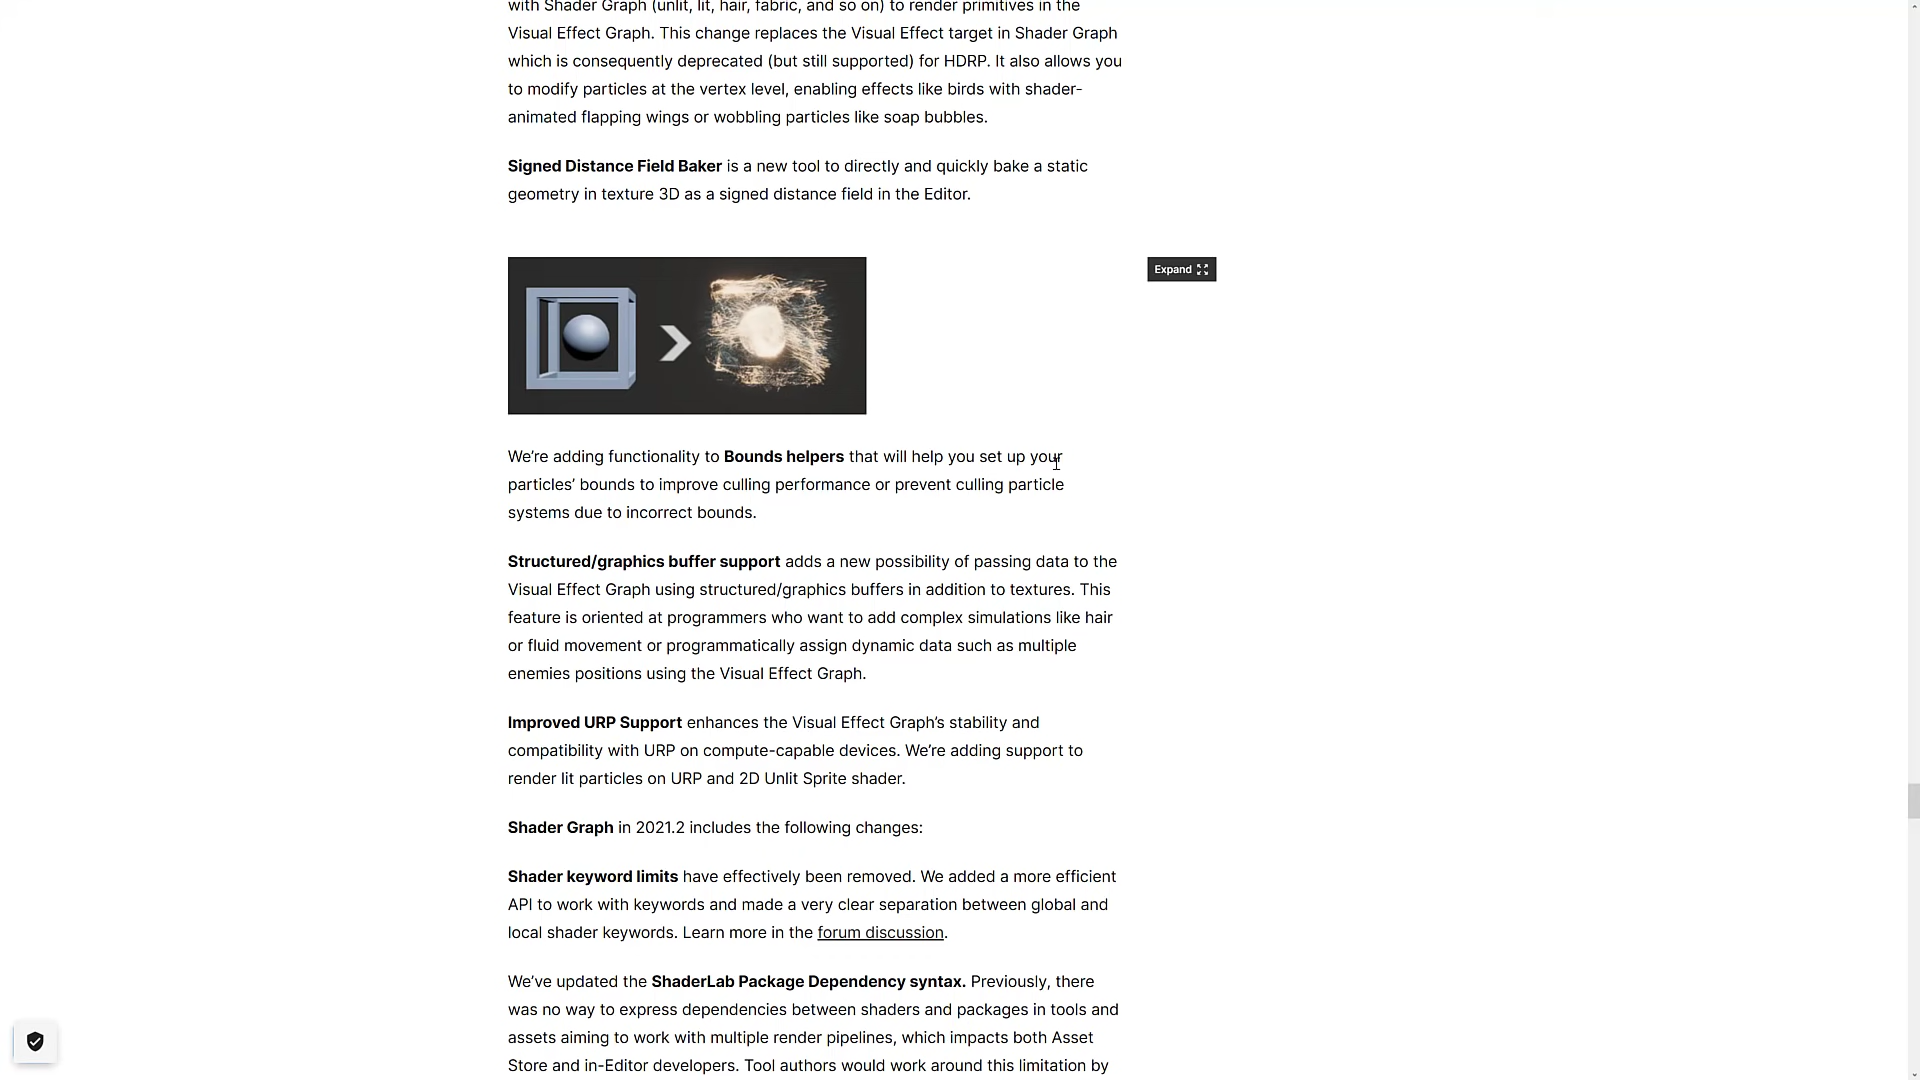 with Shader Graph (unlit, lit, hair, fabric, and so on) to render primitives in the
Visual Effect Graph. This change replaces the Visual Effect target in Shader Graph
which is consequently deprecated (but still supported) for HDRP. It also allows you
to modify particles at the vertex level, enabling effects like birds with shader-
animated flapping wings or wobbling particles like soap bubbles.
Signed Distance Field Baker is a new tool to directly and quickly bake a static
geometry in texture 3D as a signed distance field in the Editor.
Expand
We’re adding functionality to Bounds helpers that will help you set up your
particles’ bounds to improve culling performance or prevent culling particle
systems due to incorrect bounds.
Structured/graphics buffer support adds a new possibility of passing data to the
Visual Effect Graph using structured/graphics buffers in addition to textures. This
feature is oriented at programmers who want to add complex simulations like hair
or fluid movement or programmatically assign dynamic data such as multiple
enemies positions using the Visual Effect Graph.
Improved URP Support enhances the Visual Effect Graph’s stability and
compatibility with URP on compute-capable devices. We’re adding support to
render lit particles on URP and 2D Unlit Sprite shader.
Shader Graph in 2021.2 includes the following changes:
Shader keyword limits have effectively been removed. We added a more efficient
API to work with keywords and made a very clear separation between global and
local shader keywords. Learn more in the forum discussion.
We’ve updated the ShaderLab Package Dependency syntax. Previously, there
was no way to express dependencies between shaders and packages in tools and
assets aiming to work with multiple render pipelines, which impacts both Asset
Store and in-Editor developers. Tool authors would work around this limitation by